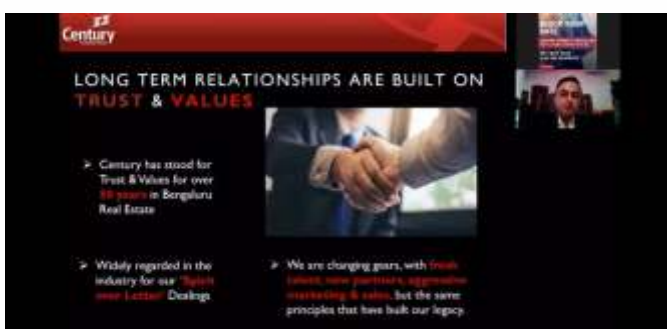 Century
LONG TERM RELATIONSHIPS ARE BUILT ON
TRUST & VALUES
➢ Century has stood for
Trust & Values for over
in Bengaluru
Real Estate
➢ Widely regarded in the
industry for our "Spirit
over Letter" Dealings
➢ We are changing gears, with fresh
talent, new partners, aggressive
marketing & sales, but the same
principles that have built our legacy.